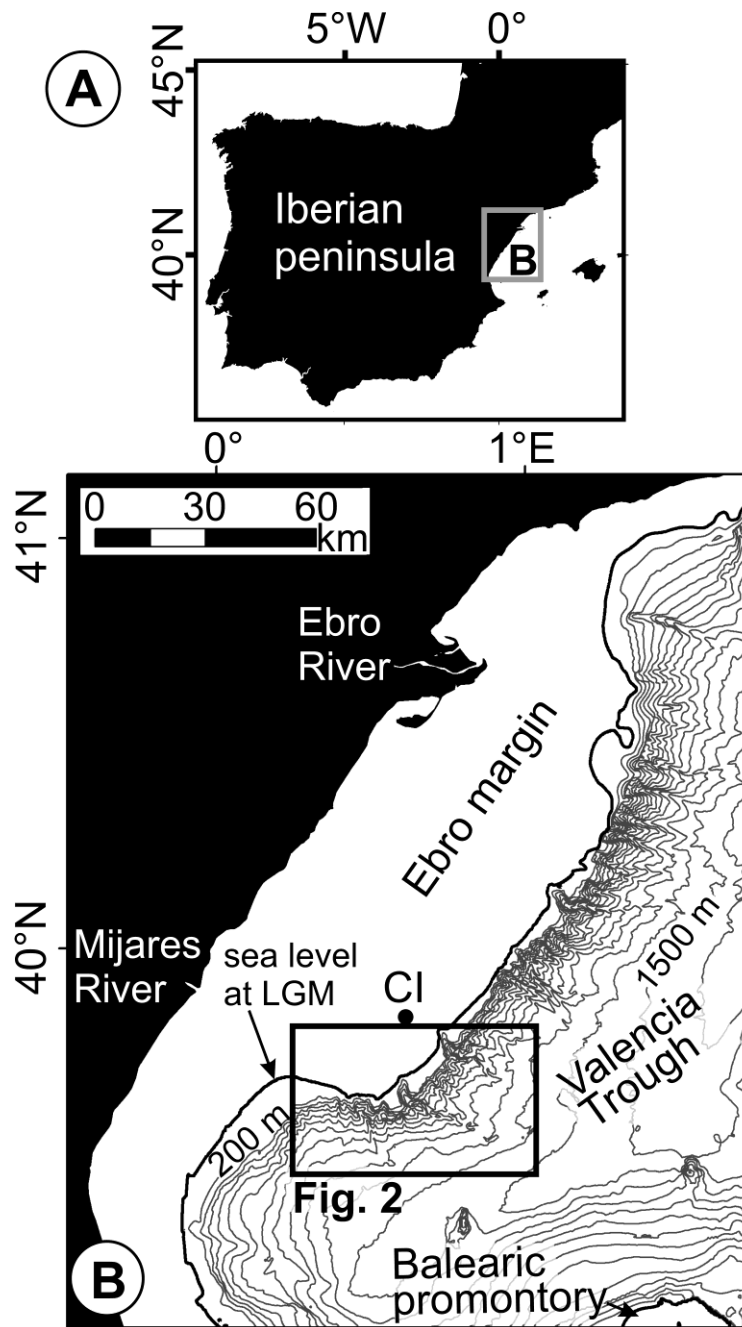 A
5°W
0°
45°N
40°N
Iberian
peninsula
B
0°
1°E
41°N
40°N
0
30
60
km
Ebro
River
Ebro margin
Mijares
River
sea level
at LGM
CI
1500 m
Valencia
Trough
200 m
Fig. 2
Balearic
promontory
B